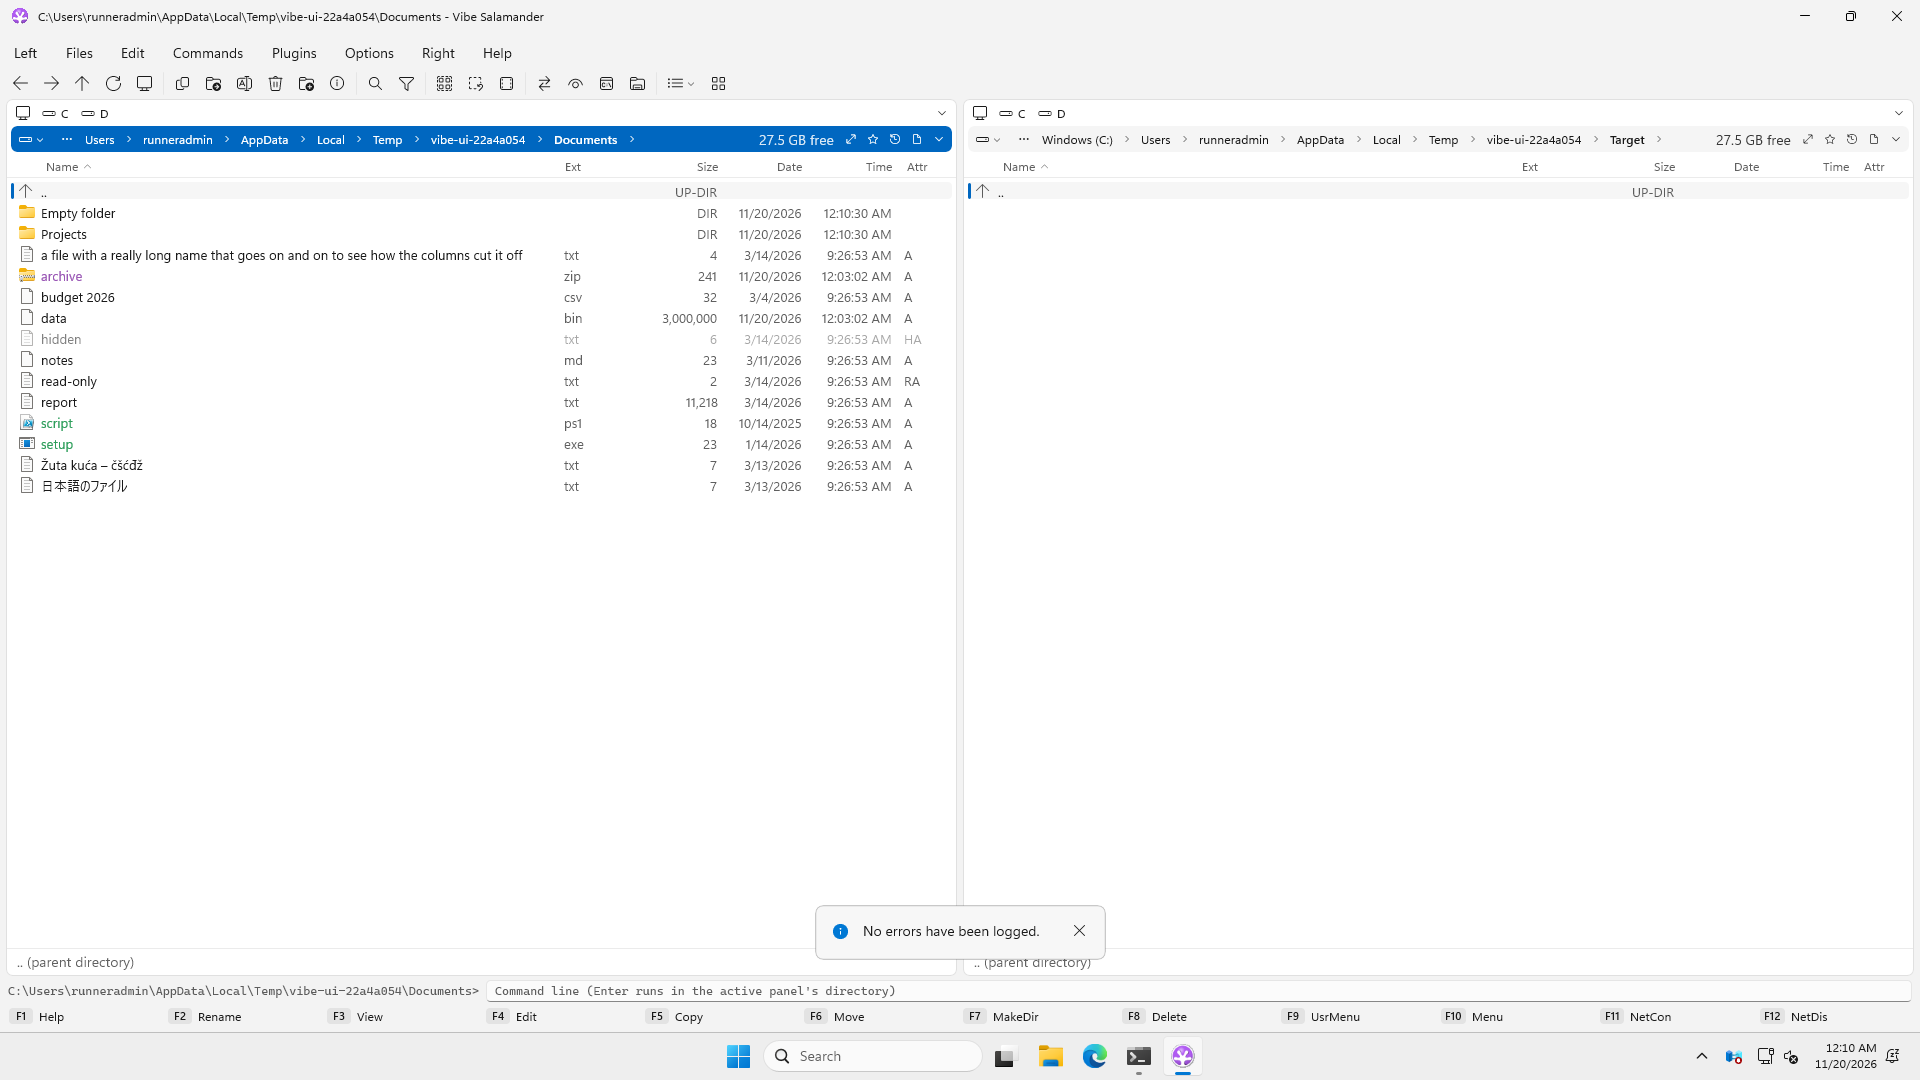 C:\Users\runneradmin\AppData\Local\Temp\vibe-ui-22a4a054\Documents - Vibe Salamander
Left Files Edit Commands Plugins Options Right Help
C D
Users runneradmin AppData Local Temp vibe-ui-22a4a054 Documents 27.5 GB free
Name Ext Size Date Time Attr
.. UP-DIR
Empty folder DIR 11/20/2026 12:10:30 AM
Projects DIR 11/20/2026 12:10:30 AM
a file with a really long name that goes on and on to see how the columns cut it off txt 4 3/14/2026 9:26:53 AM A
archive zip 241 11/20/2026 12:03:02 AM A
budget 2026 csv 32 3/4/2026 9:26:53 AM A
data bin 3,000,000 11/20/2026 12:03:02 AM A
hidden txt 6 3/14/2026 9:26:53 AM HA
notes md 23 3/11/2026 9:26:53 AM A
read-only txt 2 3/14/2026 9:26:53 AM RA
report txt 11,218 3/14/2026 9:26:53 AM A
script ps1 18 10/14/2025 9:26:53 AM A
setup exe 23 1/14/2026 9:26:53 AM A
Žuta kuća – čšćđž txt 7 3/13/2026 9:26:53 AM A
日本語のファイル txt 7 3/13/2026 9:26:53 AM A
.. (parent directory)
C D
Windows (C:) Users runneradmin AppData Local Temp vibe-ui-22a4a054 Target 27.5 GB free
Name Ext Size Date Time Attr
.. UP-DIR
.. (parent directory)
No errors have been logged.
C:\Users\runneradmin\AppData\Local\Temp\vibe-ui-22a4a054\Documents> Command line (Enter runs in the active panel's directory)
F1 Help F2 Rename F3 View F4 Edit F5 Copy F6 Move F7 MakeDir F8 Delete F9 UsrMenu F10 Menu F11 NetCon F12 NetDis
Search
12:10 AM
11/20/2026